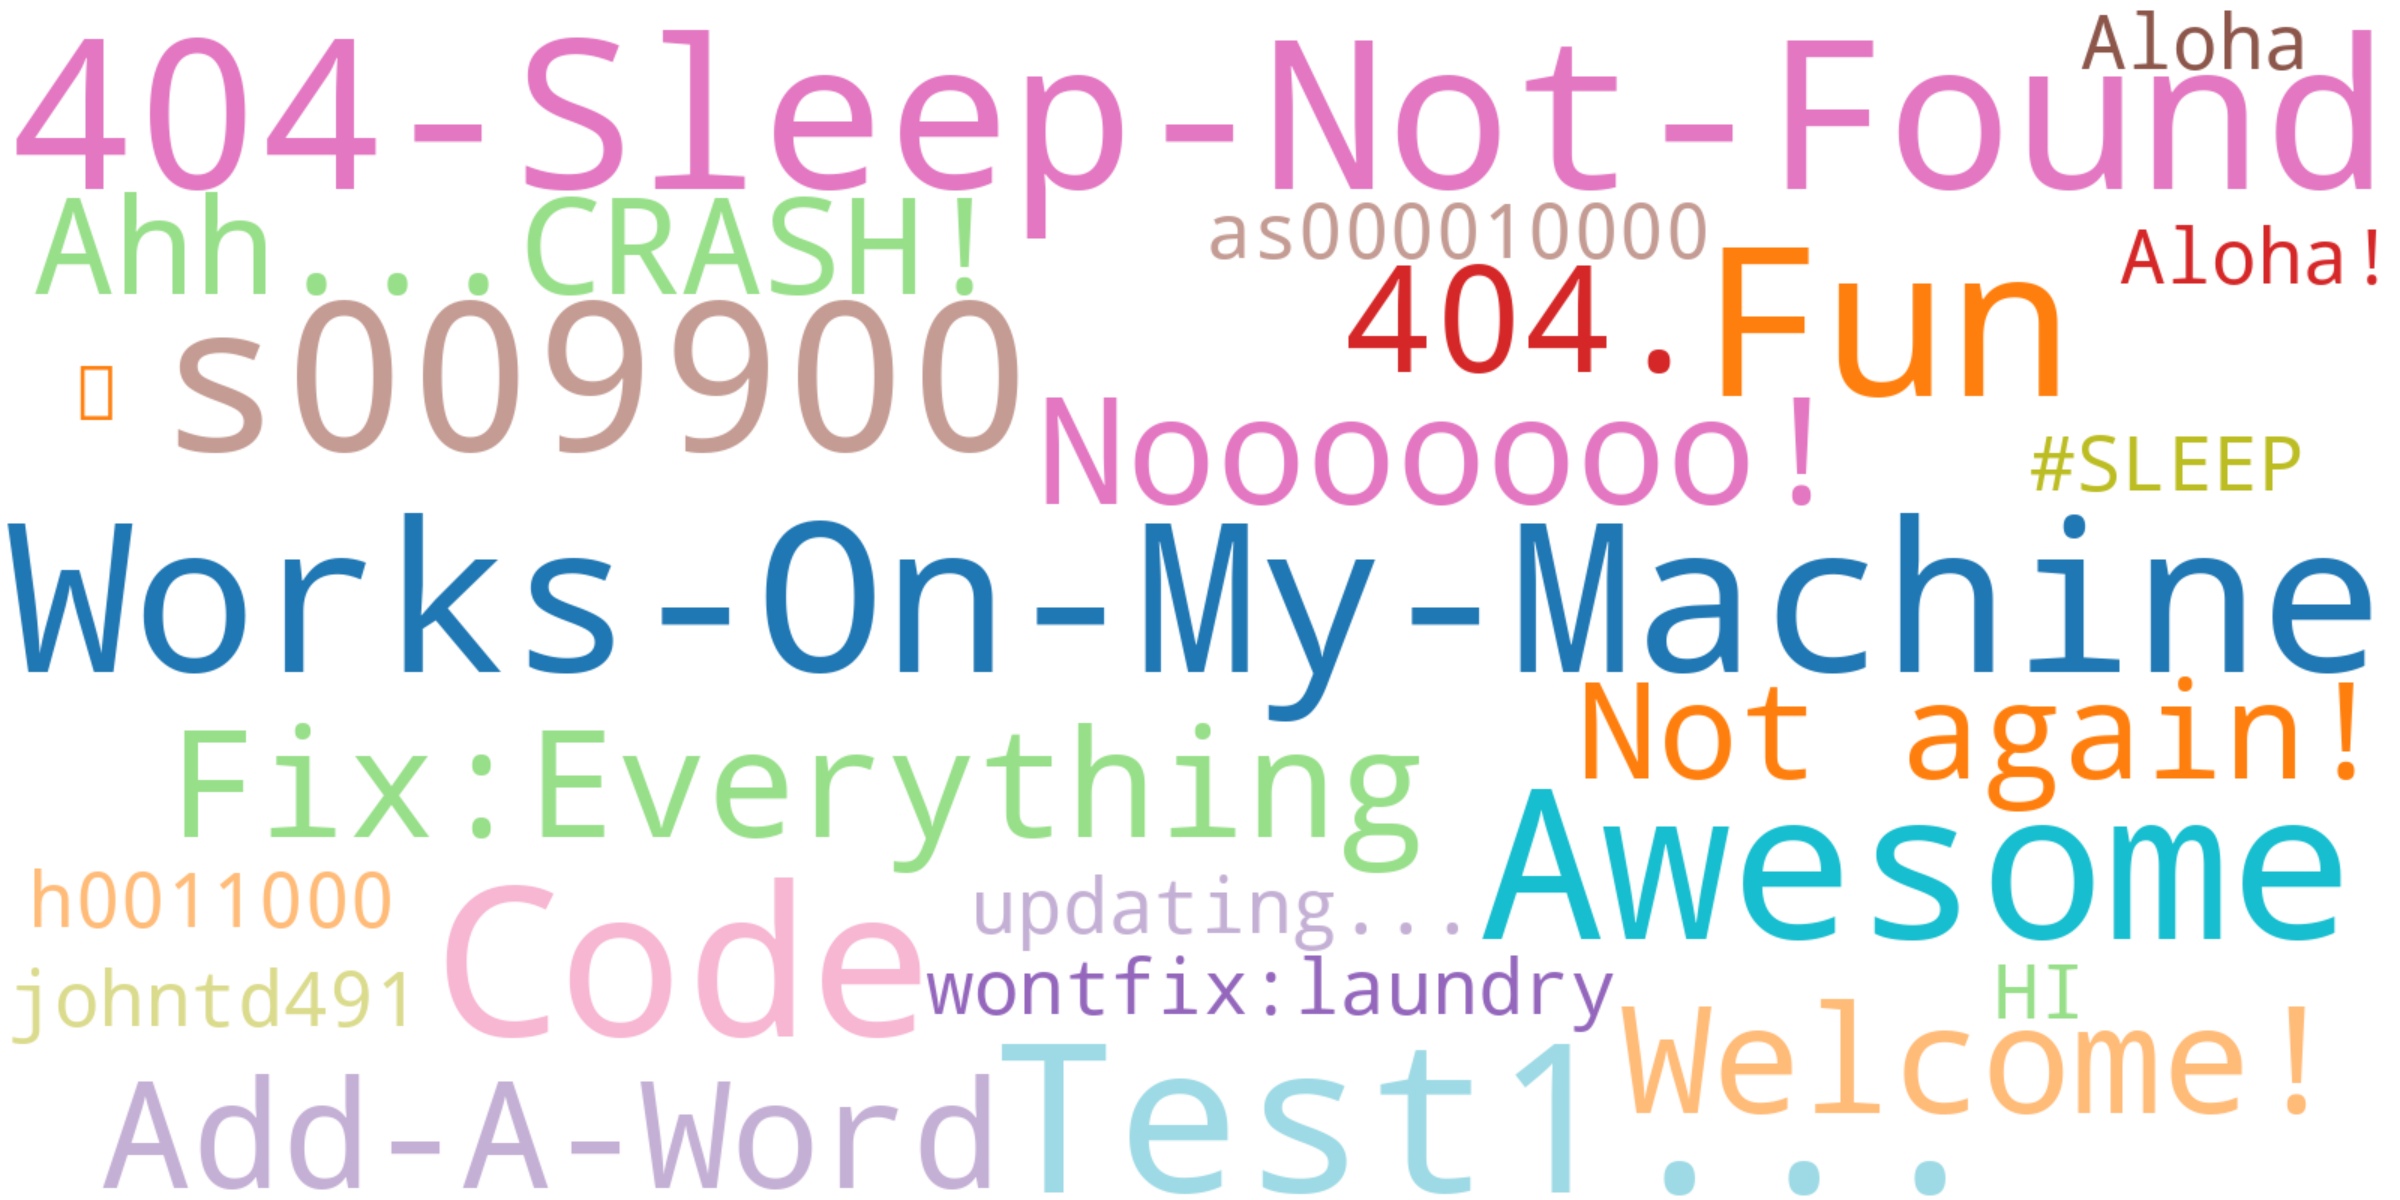 404-Sleep-Not-Found
Aloha
Ahh...CRASH!
as000010000
Aloha!
404.
Fun
s009900
Nooooooo!
#SLEEP
Works-On-My-Machine
Not again!
Fix:Everything
Awesome
h0011000
Code
updating...
johntd491
wontfix:laundry
HI
Welcome!
Add-A-Word
Test1...